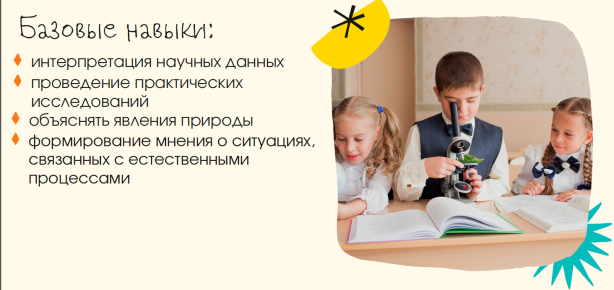 Базовые навыки:
интерпретация научных данных
проведение практических
исследований
объяснять явления природы
формирование мнения о ситуациях,
связанных с естественными
процессами